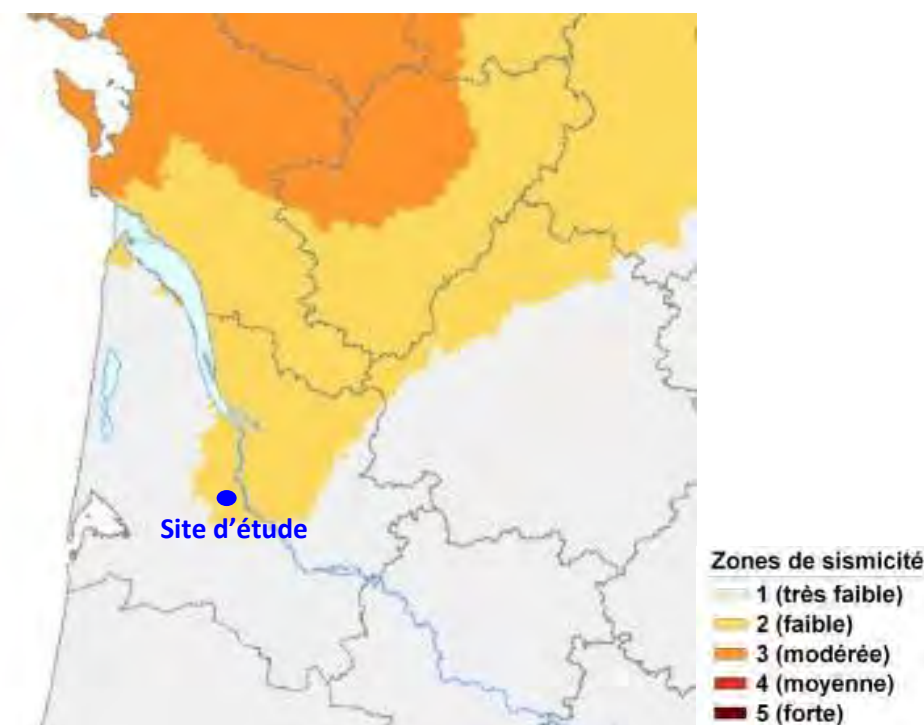 Site d'étude
Zones de sismicité
1 (très faible)
2 (faible)
3 (modérée)
4 (moyenne)
5 (forte)